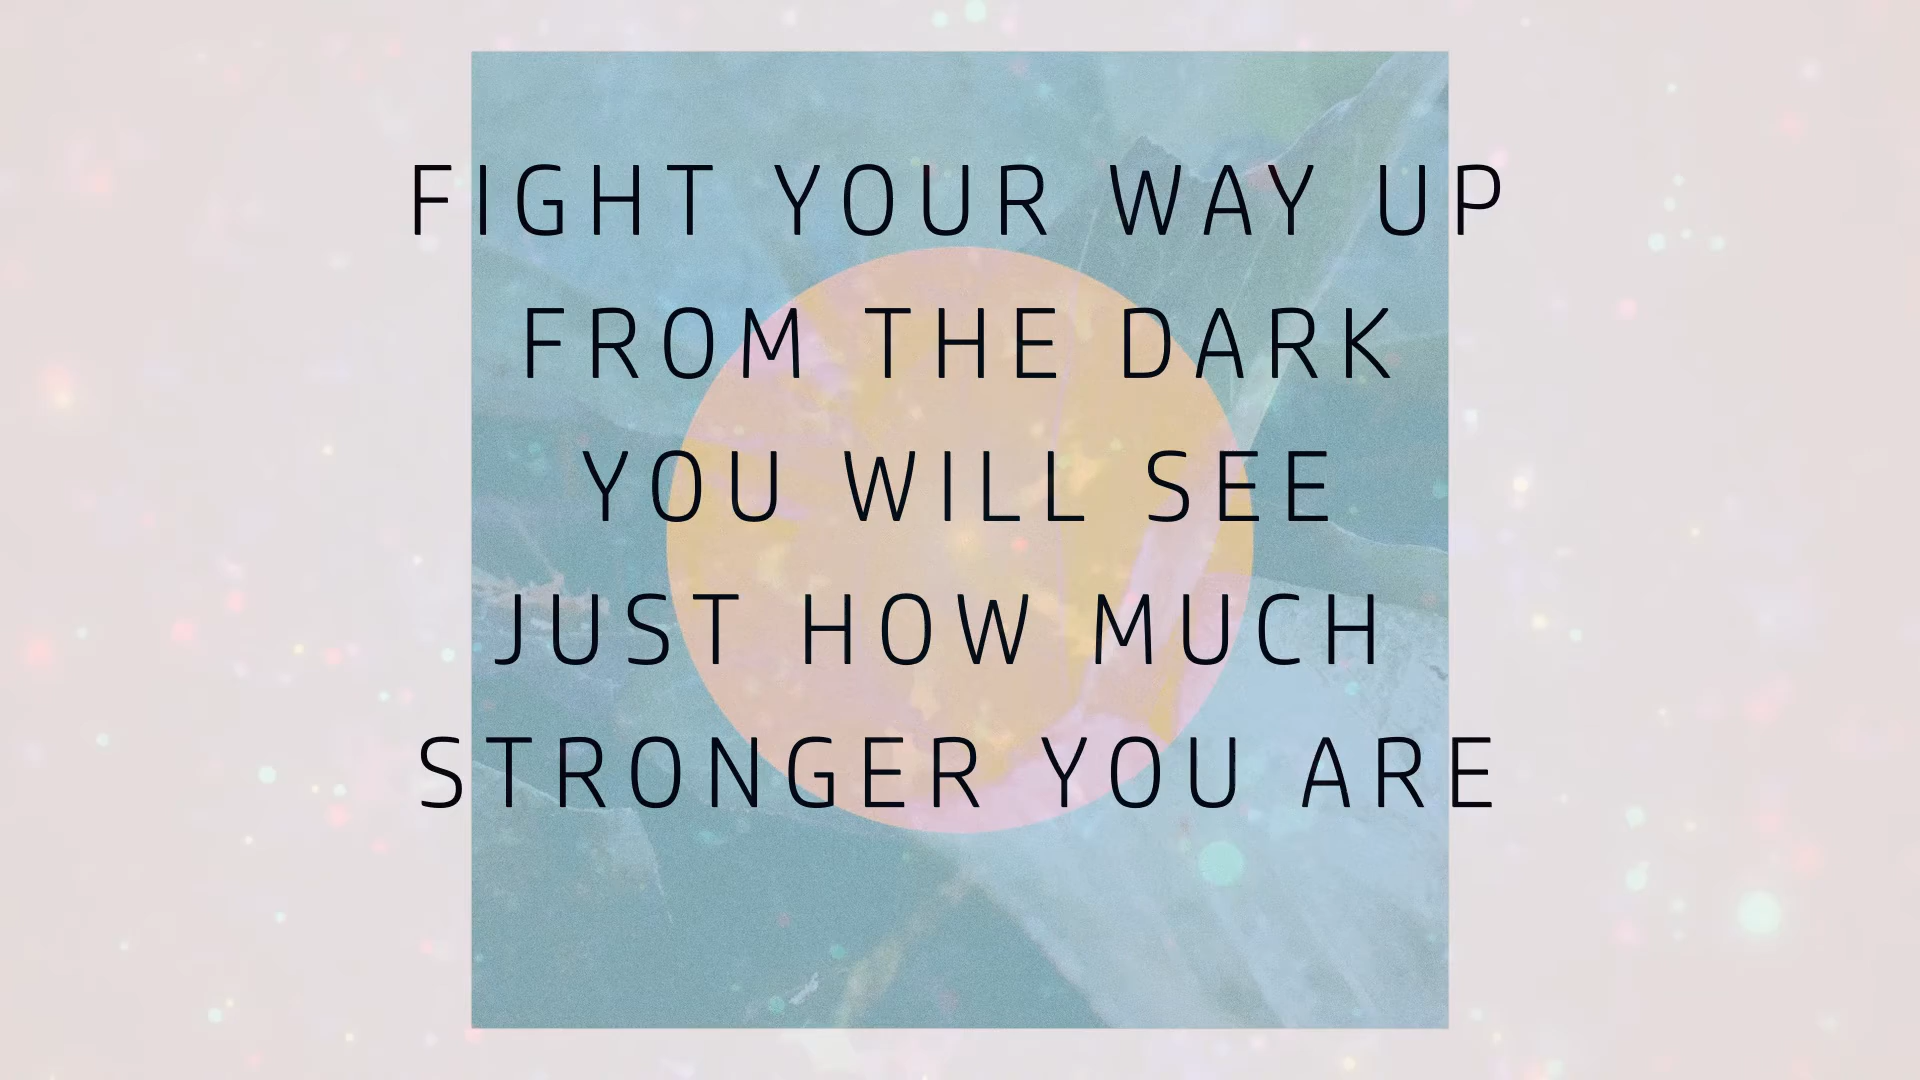 FIGHT YOUR WAY UP
FROM THE DARK
YOU WILL SEE
JUST HOW MUCH
STRONGER YOU ARE